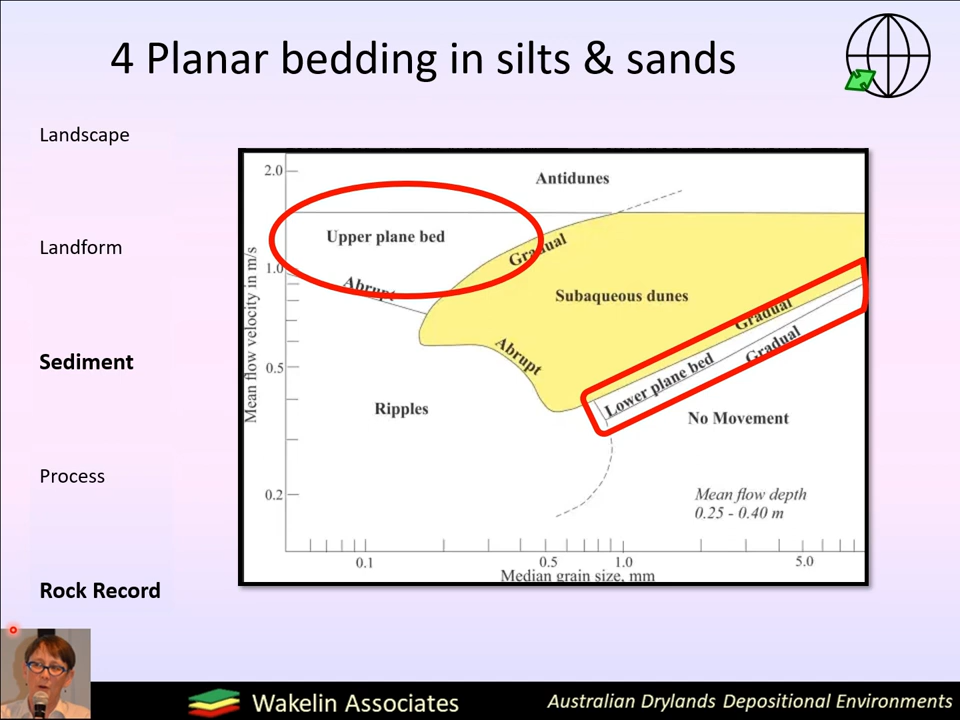 4 Planar bedding in silts & sands
Landscape
Landform
Sediment
Process
Rock Record
2.0
1.0
0.5
0.2
Mean flow velocity in m/s
Antidunes
Upper plane bed
Gradual
Abrupt
Subaqueous dunes
Gradual
Abrupt
Lower plane bed
Gradual
Ripples
No Movement
Mean flow depth
0.25 - 0.40 m
0.1
0.5
1.0
5.0
Median grain size, mm
Wakelin Associates
Australian Drylands Depositional Environments